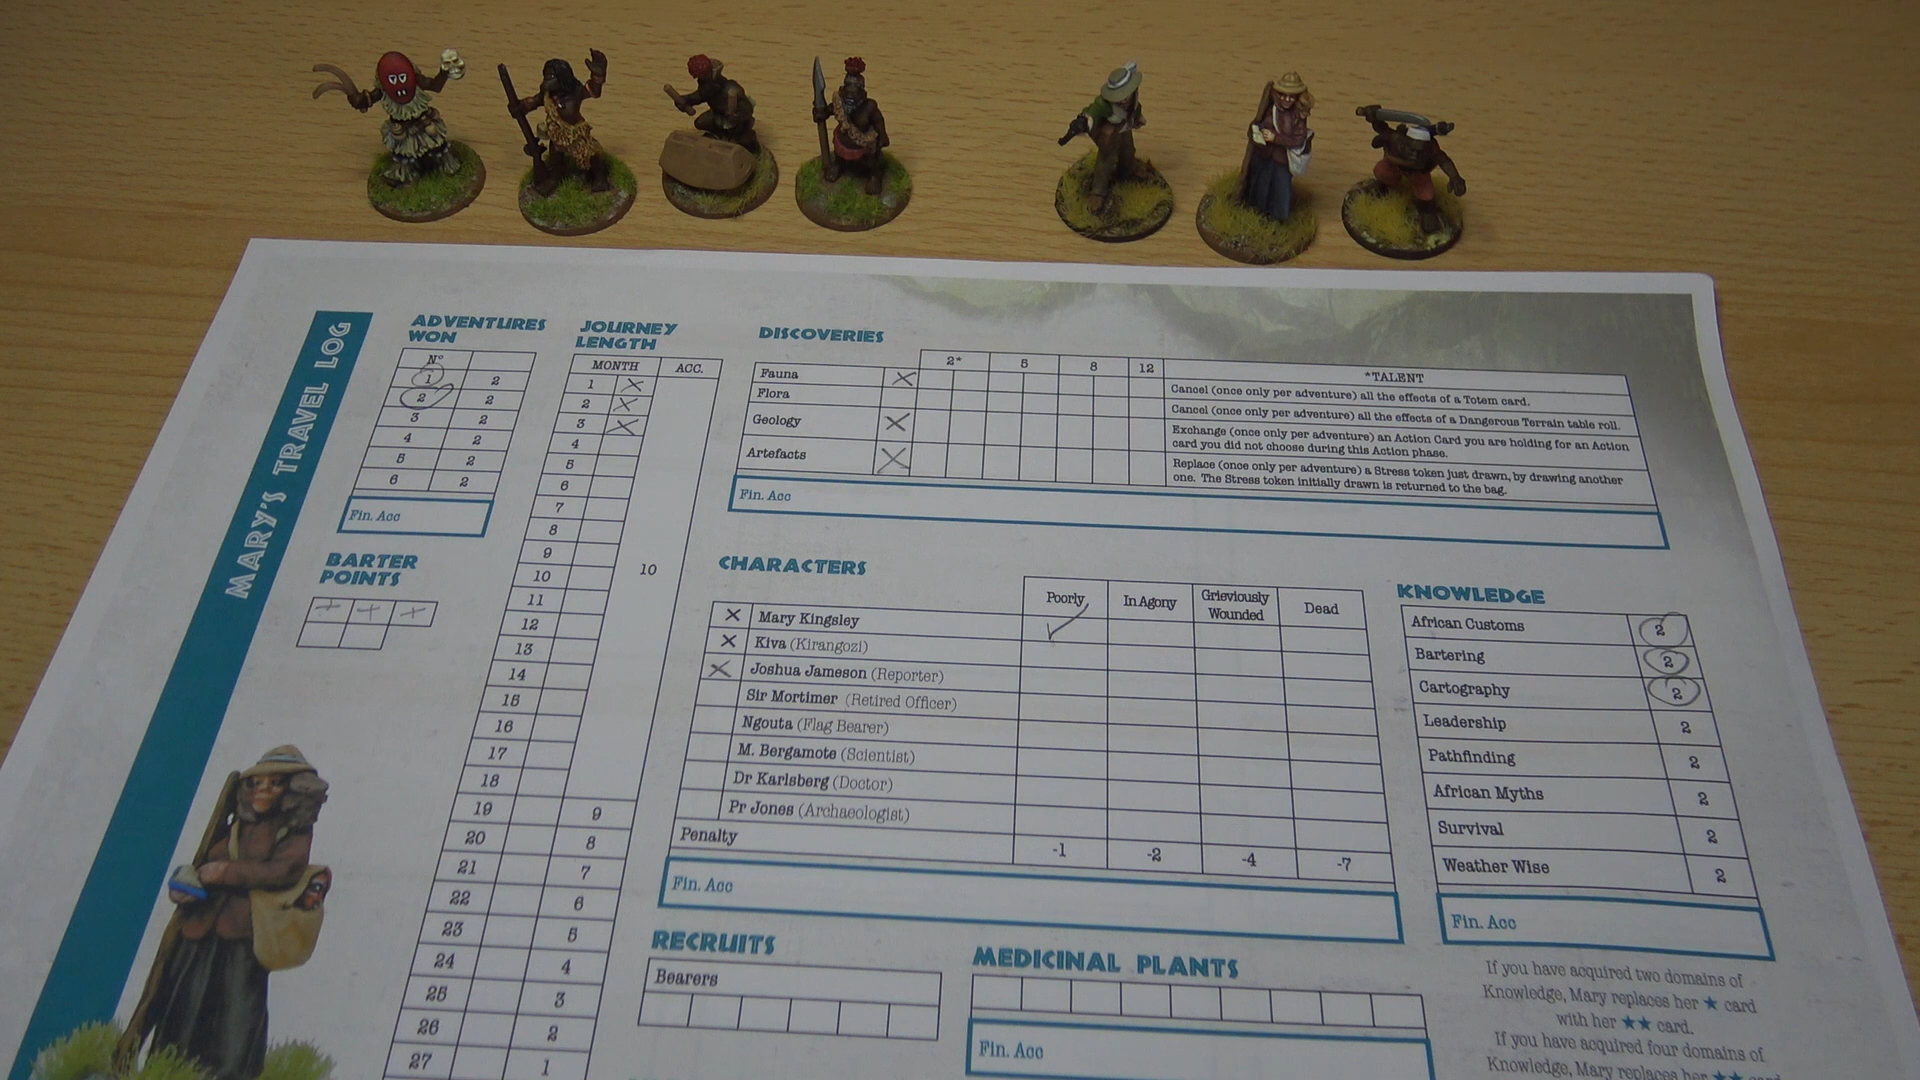 MARY'S TRAVEL LOG
ADVENTURES
WON
Nº
1 2
2 2
3 2
4 2
5 2
6 2
Fin. Acc
BARTER
POINTS
JOURNEY
LENGTH
MONTH ACC.
1
2
3
4
5
6
7
8
9
10 10
11
12
13
14
15
16
17
18
19 9
20 8
21 7
22 6
23 5
24 4
25 3
26 2
27 1
DISCOVERIES
2* 5 8 12 *TALENT
Fauna Cancel (once only per adventure) all the effects of a Totem card.
Flora Cancel (once only per adventure) all the effects of a Dangerous Terrain table roll.
Geology Exchange (once only per adventure) an Action Card you are holding for an Action
card you did not choose during this Action phase.
Artefacts Replace (once only per adventure) a Stress token just drawn, by drawing another
one. The Stress token initially drawn is returned to the bag.
Fin. Acc
CHARACTERS
Poorly In Agony Grieviously
Wounded Dead
Mary Kingsley
Kiva (Kirangozi)
Joshua Jameson (Reporter)
Sir Mortimer (Retired Officer)
Ngouta (Flag Bearer)
M. Bergamote (Scientist)
Dr Karlsberg (Doctor)
Pr Jones (Archaeologist)
Penalty -1 -2 -4 -7
Fin. Acc
KNOWLEDGE
African Customs 2
Bartering 2
Cartography 2
Leadership 2
Pathfinding 2
African Myths 2
Survival 2
Weather Wise 2
Fin. Acc
If you have acquired two domains of
Knowledge, Mary replaces her ★ card
with her ★★ card.
If you have acquired four domains of
Knowledge, Mary replaces her ★★ card
RECRUITS
Bearers
MEDICINAL PLANTS
Fin. Acc